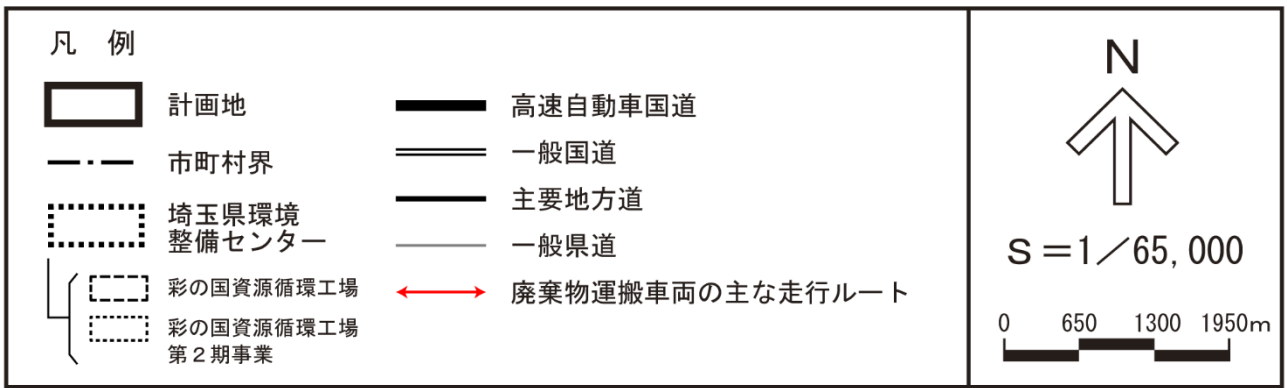 凡 例
計画地
市町村界
埼玉県環境
整備センター
彩の国資源循環工場
彩の国資源循環工場
第2期事業
高速自動車国道
一般国道
主要地方道
一般県道
廃棄物運搬車両の主な走行ルート
N
S=1/65,000
0 650 1300 1950m